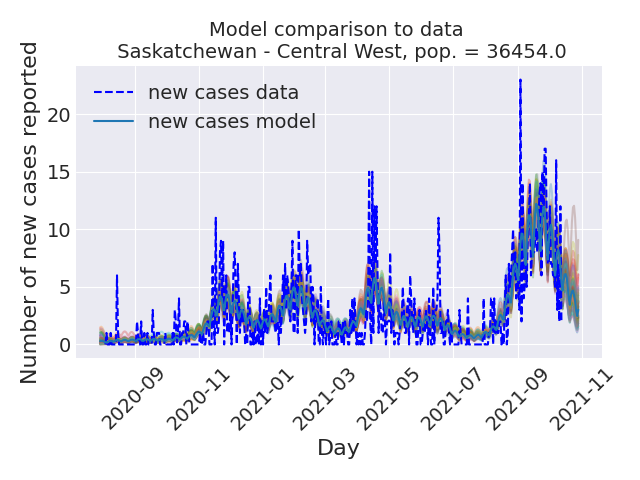 Model comparison to data
Saskatchewan - Central West, pop. = 36454.0
new cases data
new cases model
Number of new cases reported
20
15
10
5
0
2020-09
2020-11
2021-01
2021-03
2021-05
2021-07
2021-09
2021-11
Day